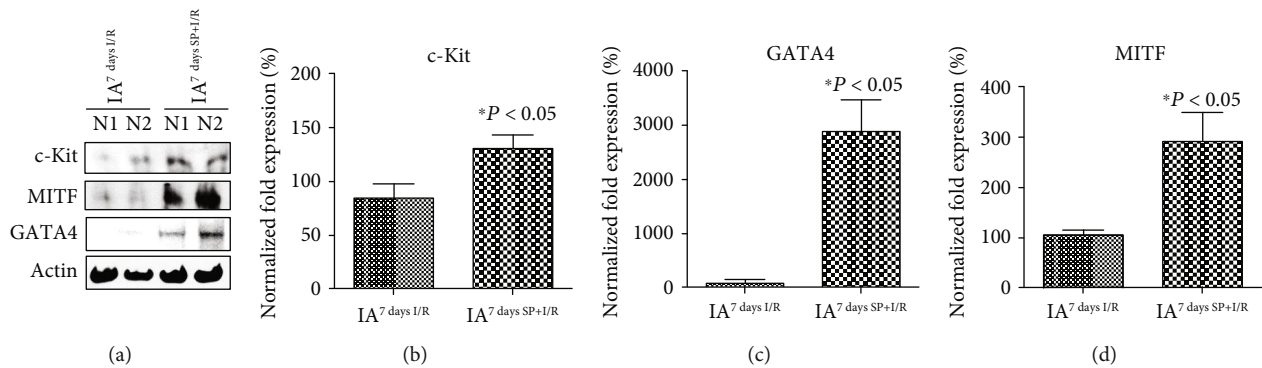 IA7 days I/R
IA7 days SP+I/R
N1 N2 N1 N2
c-Kit
MITF
GATA4
Actin
(a)
c-Kit
Normalized fold expression (%)
200
150
100
50
0
*P < 0.05
IA7 days I/R
IA7 days SP+I/R
(b)
GATA4
Normalized fold expression (%)
4000
3000
2000
1000
0
*P < 0.05
IA7 days I/R
IA7 days SP+I/R
(c)
MITF
Normalized fold expression (%)
400
300
200
100
0
*P < 0.05
IA7 days I/R
IA7 days SP+I/R
(d)